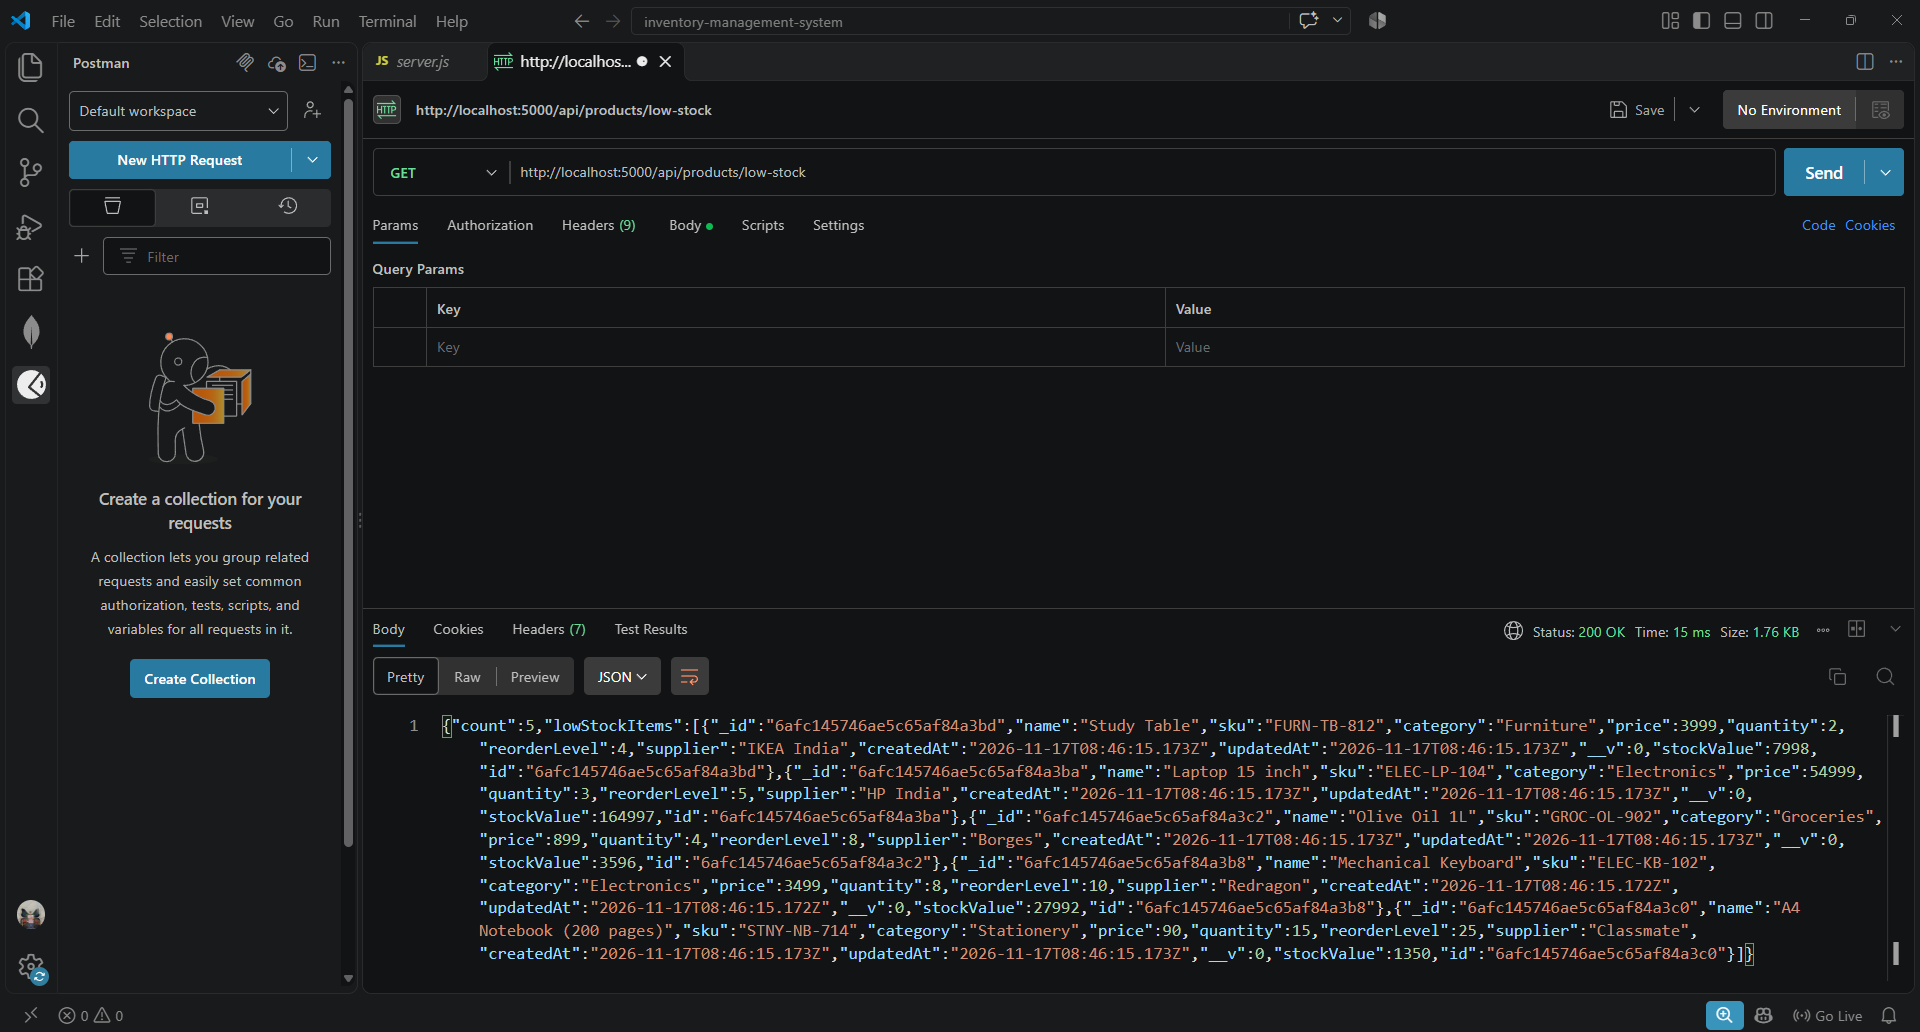 File Edit Selection View Go Run Terminal Help
inventory-management-system
Postman
JS server.js
HTTP http://localhos...
Default workspace
HTTP http://localhost:5000/api/products/low-stock
Save
No Environment
New HTTP Request
GET http://localhost:5000/api/products/low-stock
Send
Params Authorization Headers (9) Body Scripts Settings
Code Cookies
Filter
Query Params
Key Value
Key Value
Create a collection for your
requests
A collection lets you group related
requests and easily set common
authorization, tests, scripts, and
variables for all requests in it.
Create Collection
Body Cookies Headers (7) Test Results
Status: 200 OK Time: 15 ms Size: 1.76 KB
Pretty Raw Preview JSON
1 {"count":5,"lowStockItems":[{"_id":"6afc145746ae5c65af84a3bd","name":"Study Table","sku":"FURN-TB-812","category":"Furniture","price":3999,"quantity":2,
"reorderLevel":4,"supplier":"IKEA India","createdAt":"2026-11-17T08:46:15.173Z","updatedAt":"2026-11-17T08:46:15.173Z","__v":0,"stockValue":7998,
"id":"6afc145746ae5c65af84a3bd"},{"_id":"6afc145746ae5c65af84a3ba","name":"Laptop 15 inch","sku":"ELEC-LP-104","category":"Electronics","price":54999,
"quantity":3,"reorderLevel":5,"supplier":"HP India","createdAt":"2026-11-17T08:46:15.173Z","updatedAt":"2026-11-17T08:46:15.173Z","__v":0,
"stockValue":164997,"id":"6afc145746ae5c65af84a3ba"},{"_id":"6afc145746ae5c65af84a3c2","name":"Olive Oil 1L","sku":"GROC-OL-902","category":"Groceries",
"price":899,"quantity":4,"reorderLevel":8,"supplier":"Borges","createdAt":"2026-11-17T08:46:15.173Z","updatedAt":"2026-11-17T08:46:15.173Z","__v":0,
"stockValue":3596,"id":"6afc145746ae5c65af84a3c2"},{"_id":"6afc145746ae5c65af84a3b8","name":"Mechanical Keyboard","sku":"ELEC-KB-102",
"category":"Electronics","price":3499,"quantity":8,"reorderLevel":10,"supplier":"Redragon","createdAt":"2026-11-17T08:46:15.172Z",
"updatedAt":"2026-11-17T08:46:15.172Z","__v":0,"stockValue":27992,"id":"6afc145746ae5c65af84a3b8"},{"_id":"6afc145746ae5c65af84a3c0","name":"A4
Notebook (200 pages)","sku":"STNY-NB-714","category":"Stationery","price":90,"quantity":15,"reorderLevel":25,"supplier":"Classmate",
"createdAt":"2026-11-17T08:46:15.173Z","updatedAt":"2026-11-17T08:46:15.173Z","__v":0,"stockValue":1350,"id":"6afc145746ae5c65af84a3c0"}]}
0 0
Go Live